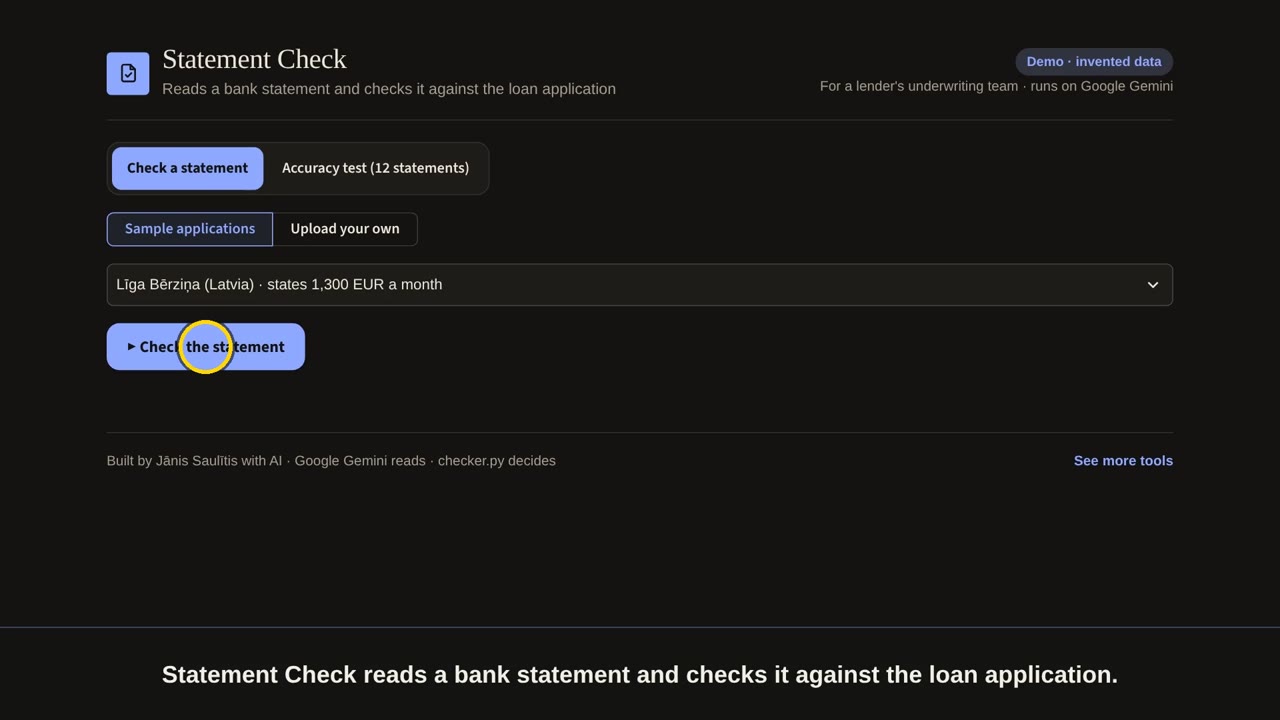 Statement Check
Reads a bank statement and checks it against the loan application
Demo · invented data
For a lender's underwriting team · runs on Google Gemini
Check a statement
Accuracy test (12 statements)
Sample applications
Upload your own
Līga Bērziņa (Latvia) · states 1,300 EUR a month
▸ Check the statement
Built by Jānis Saulītis with AI · Google Gemini reads · checker.py decides
See more tools
Statement Check reads a bank statement and checks it against the loan application.